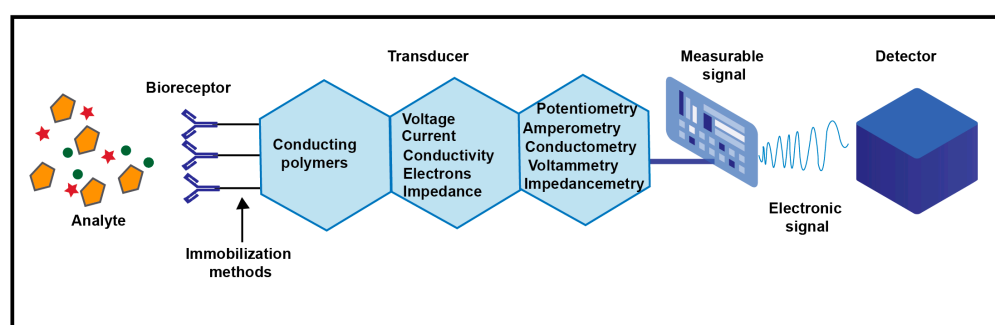 Analyte
Bioreceptor
Immobilization
methods
Transducer
Conducting
polymers
Voltage
Current
Conductivity
Electrons
Impedance
Potentiometry
Amperometry
Conductometry
Voltammetry
Impedancemetry
Measurable
signal
Electronic
signal
Detector